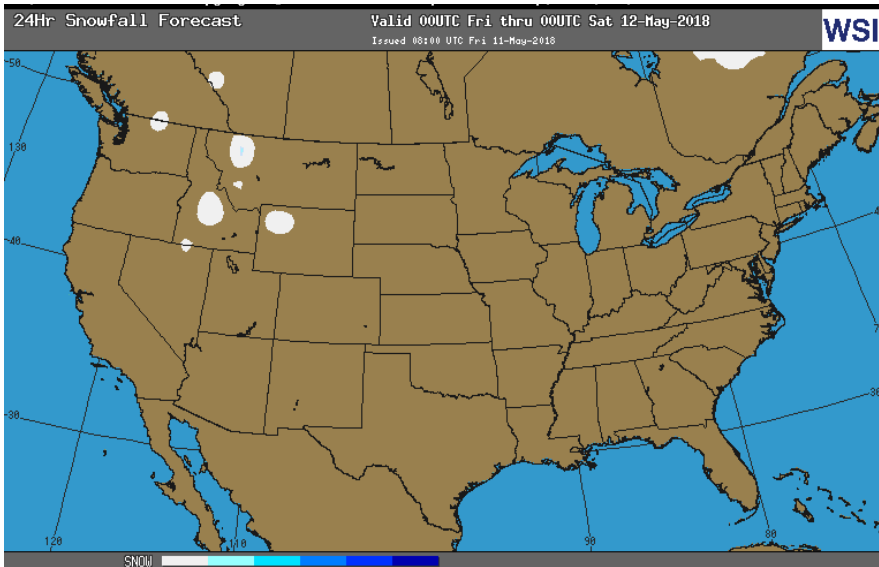 24Hr Snowfall Forecast
Valid 00UTC Fri thru 00UTC Sat 12-May-2018
Issued 08:00 UTC Fri 11-May-2018
WSI
50
130
40
30
120
110
90
80
SNOW